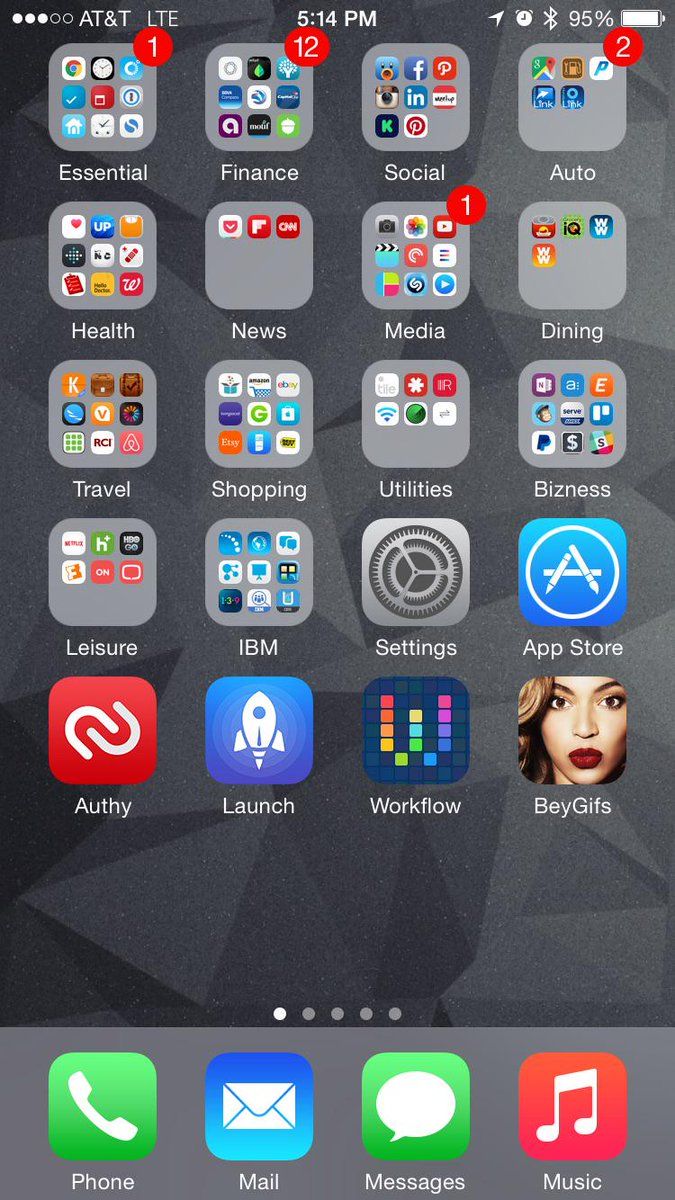 AT&T LTE 5:14 PM 95%
1 12 2
Essential Finance Social Auto
1
Health News Media Dining
Travel Shopping Utilities Bizness
Leisure IBM Settings App Store
Authy Launch Workflow BeyGifs
Phone Mail Messages Music